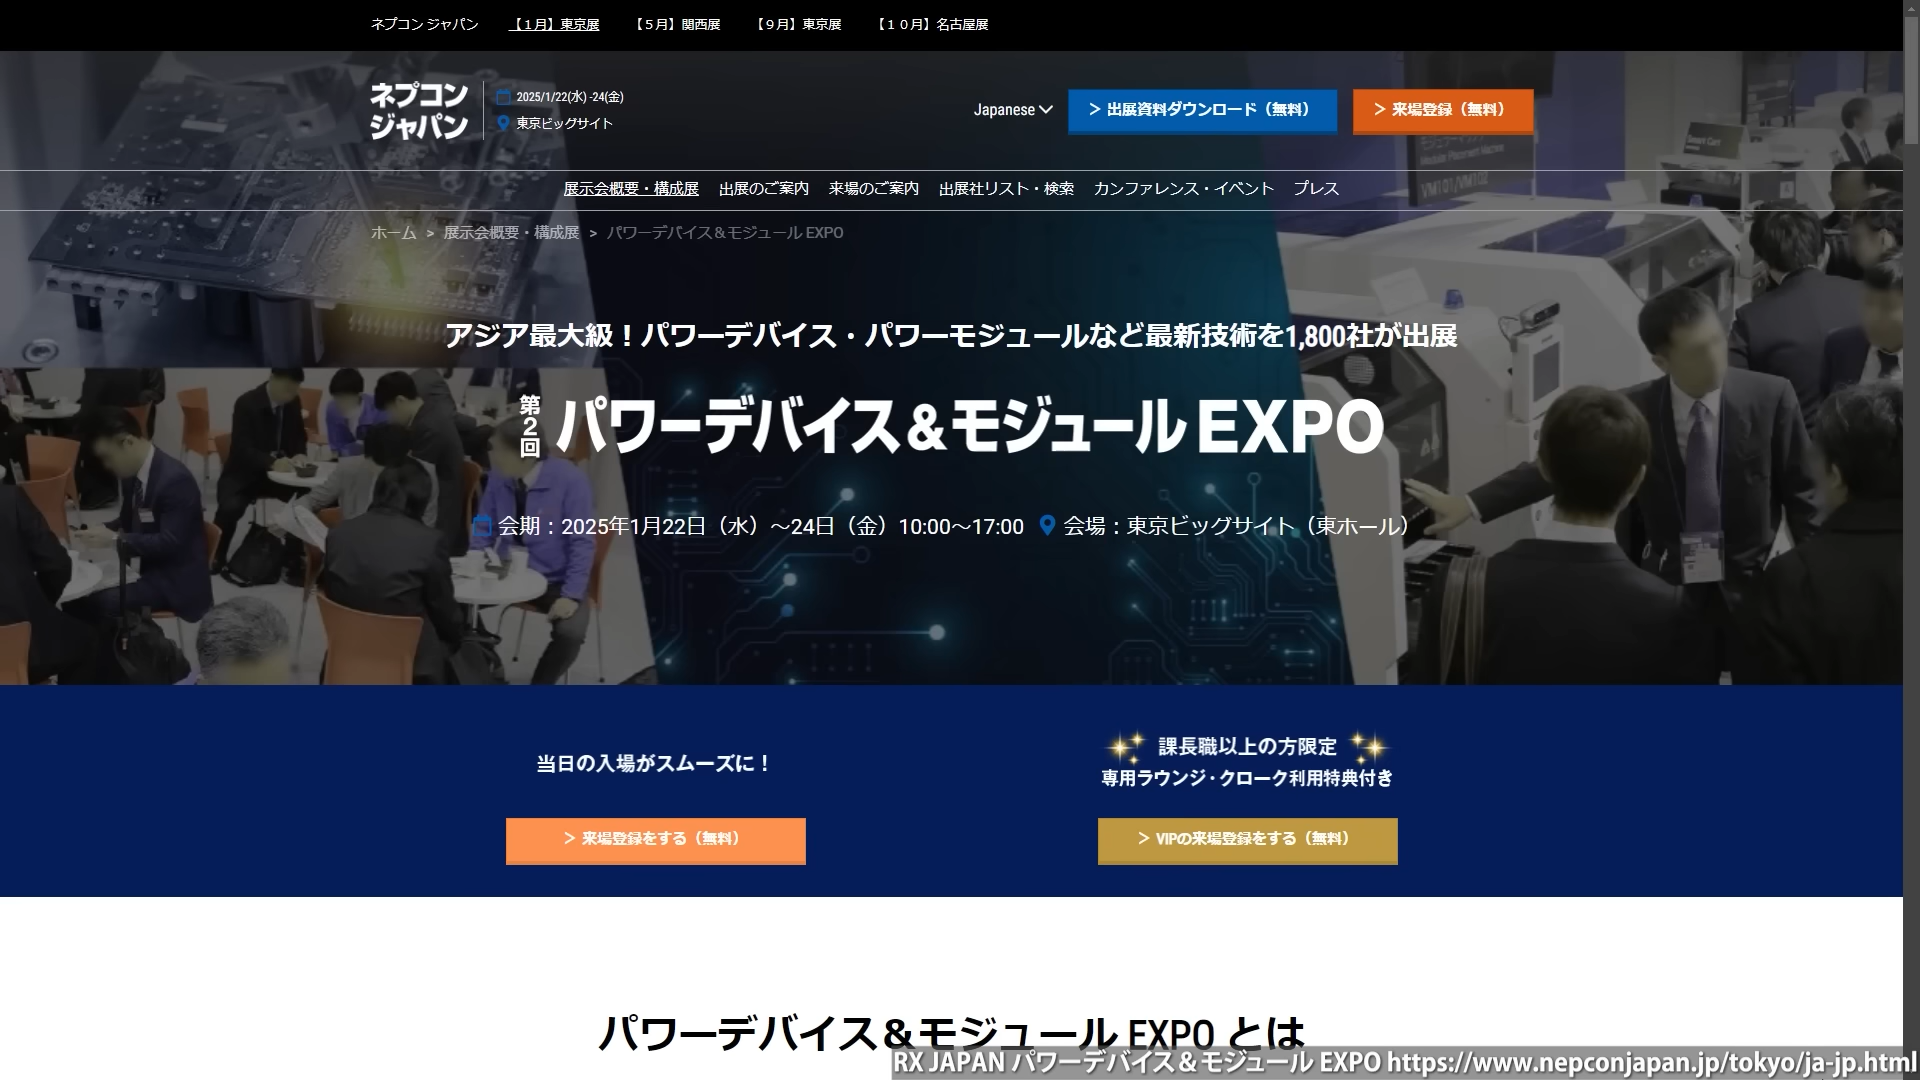 ネプコン ジャパン 【１月】東京展 【５月】関西展 【９月】東京展 【１０月】名古屋展
ネプコン
ジャパン
2025/1/22(水) -24(金)
東京ビッグサイト
Japanese
> 出展資料ダウンロード（無料）
> 来場登録（無料）
展示会概要・構成展 出展のご案内 来場のご案内 出展社リスト・検索 カンファレンス・イベント プレス
ホーム > 展示会概要・構成展 > パワーデバイス＆モジュール EXPO
アジア最大級！パワーデバイス・パワーモジュールなど最新技術を1,800社が出展
第2回 パワーデバイス＆モジュール EXPO
会期：2025年1月22日（水）～24日（金）10:00～17:00 会場：東京ビッグサイト（東ホール）
当日の入場がスムーズに！
> 来場登録をする（無料）
課長職以上の方限定
専用ラウンジ・クローク利用特典付き
> VIPの来場登録をする（無料）
パワーデバイス＆モジュール EXPO とは
RX JAPAN パワーデバイス＆モジュール EXPO https://www.nepconjapan.jp/tokyo/ja-jp.html